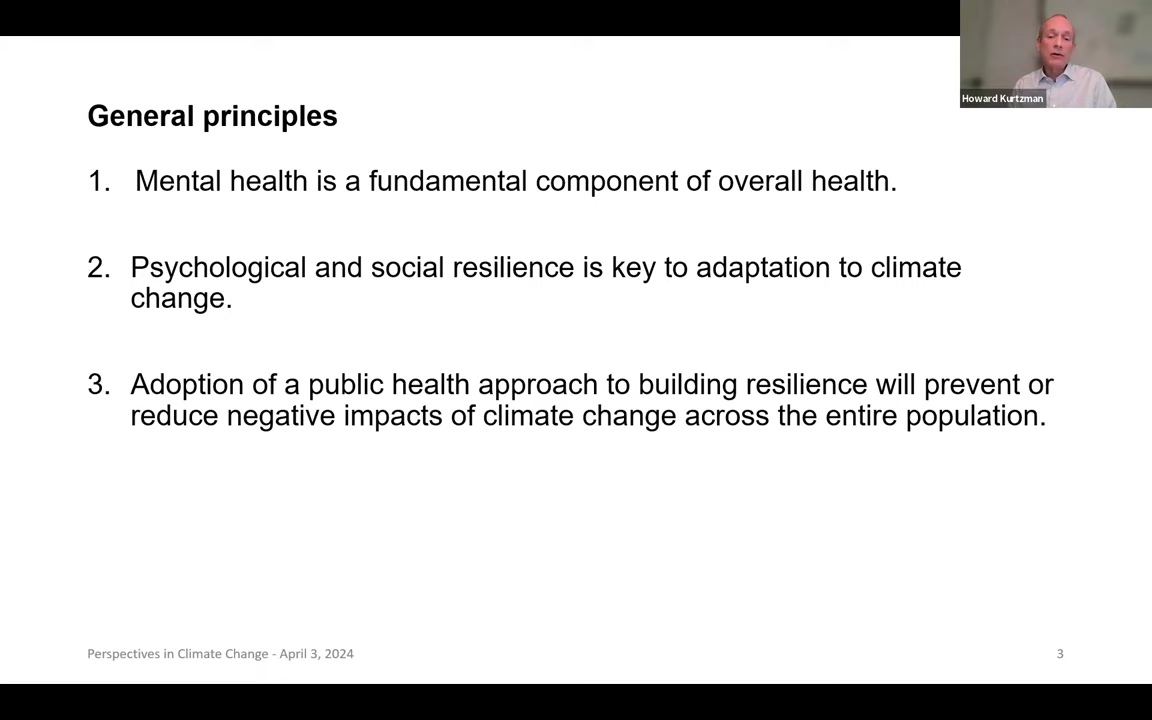 Howard Kurtzman
General principles
1. Mental health is a fundamental component of overall health.
2. Psychological and social resilience is key to adaptation to climate
change.
3. Adoption of a public health approach to building resilience will prevent or
reduce negative impacts of climate change across the entire population.
Perspectives in Climate Change - April 3, 2024
3